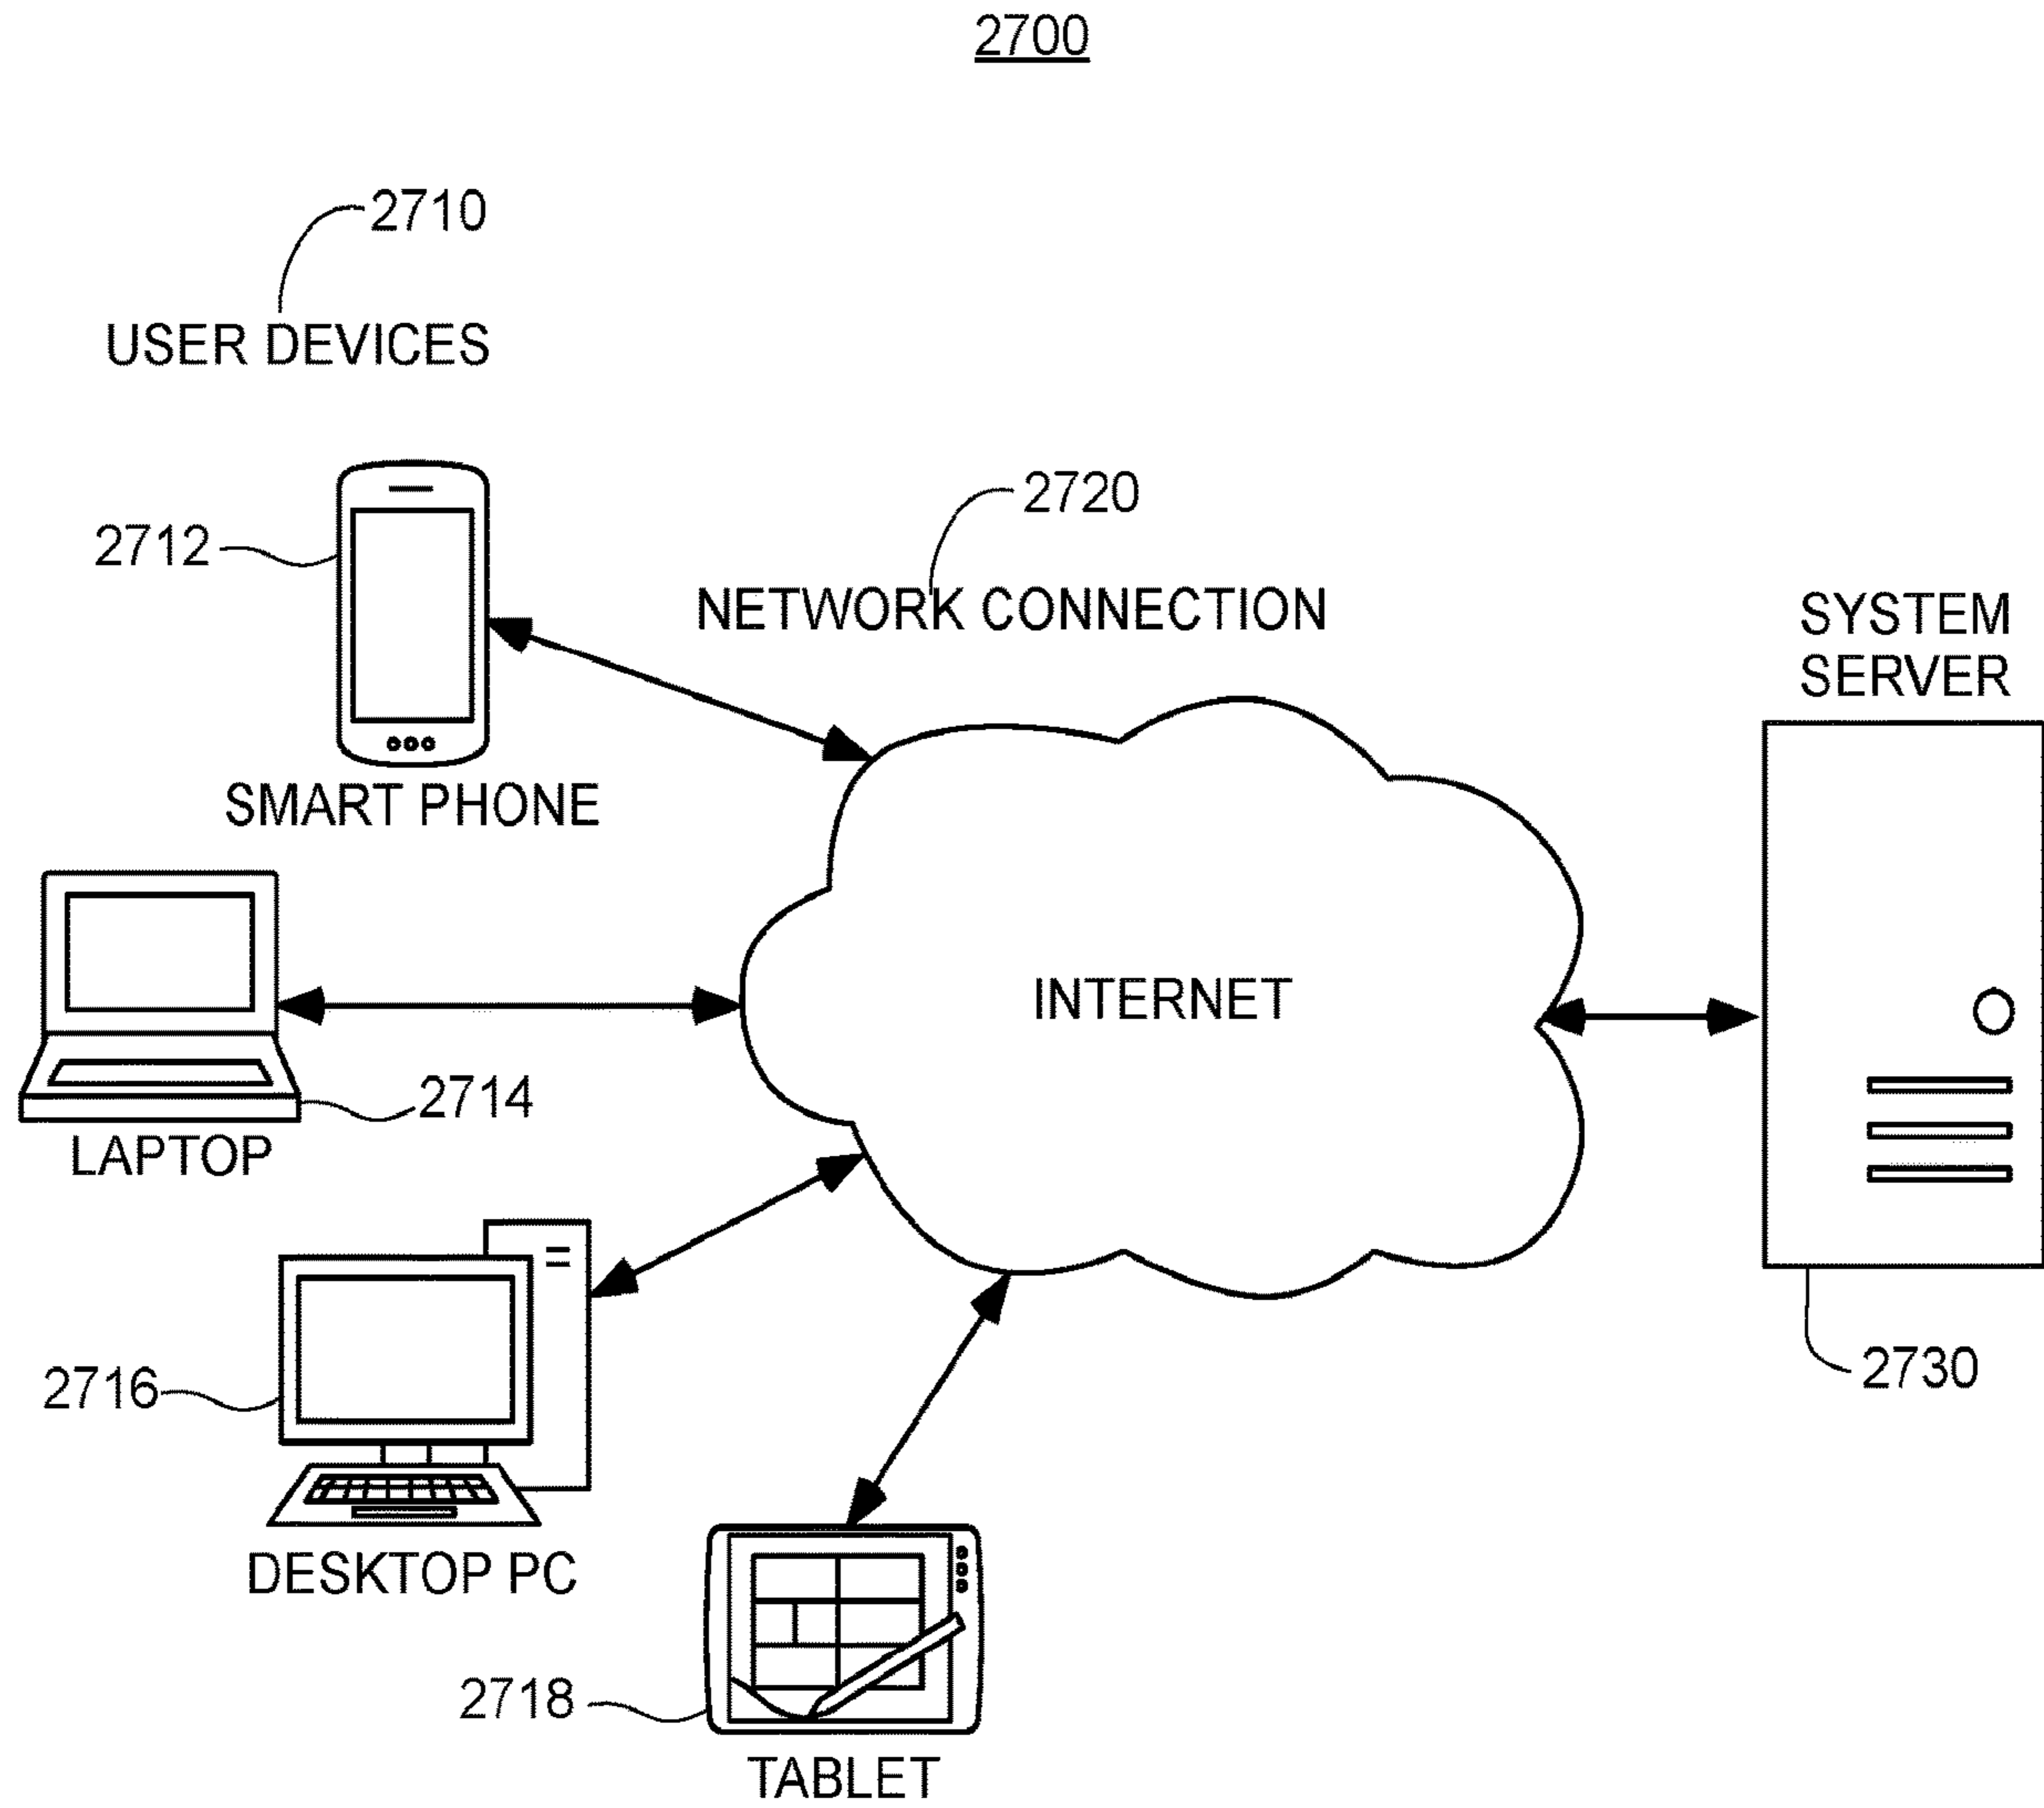 2700
2710
USER DEVICES
2720
2712
NETWORK CONNECTION
SYSTEM
SERVER
SMART PHONE
INTERNET
2714
LAPTOP
2716
2730
DESKTOP PC
2718
TABLET